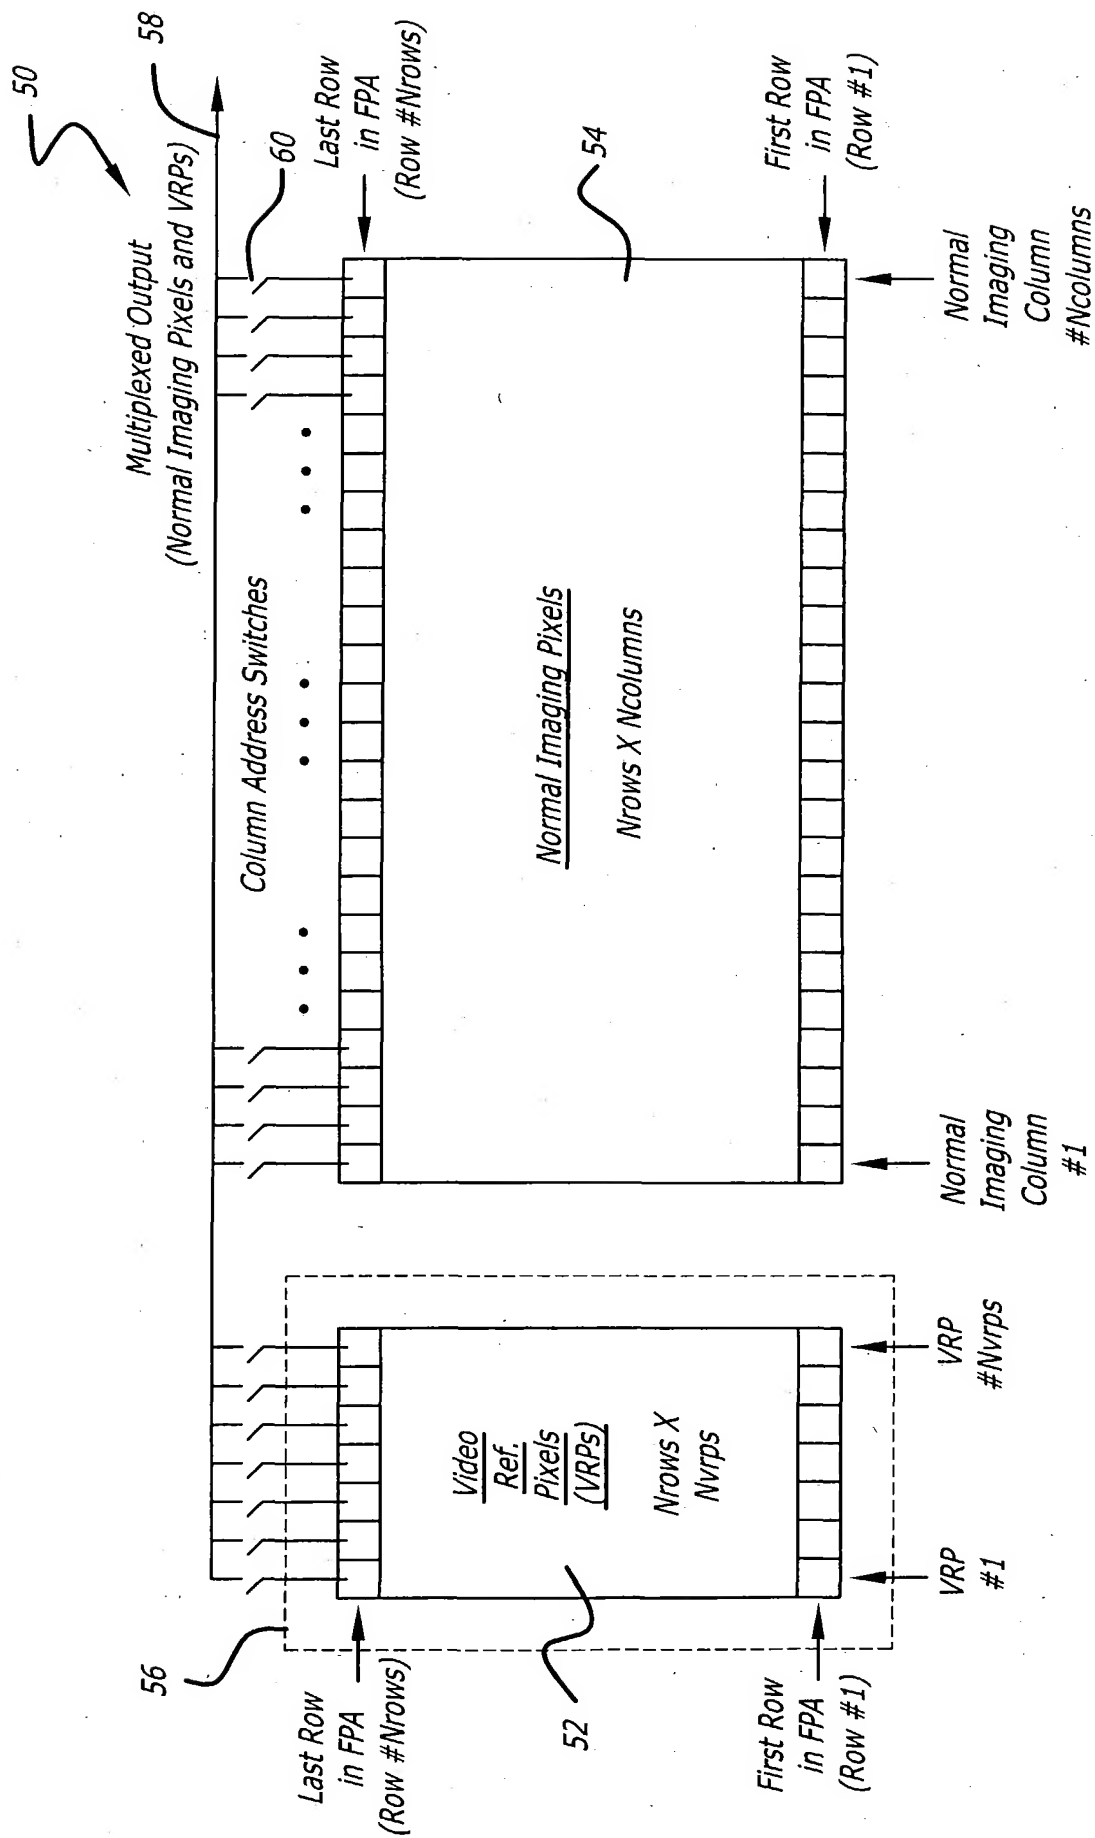 50
58
Multiplexed Output
(Normal Imaging Pixels and VRPs)
Column Address Switches
60
56
Last Row
in FPA
(Row #Nrows)
Last Row
in FPA
(Row #Nrows)
Video
Ref.
Pixels
(VRPs)
Nrows X
Nvrps
52
Normal Imaging Pixels
Nrows X Ncolumns
54
First Row
in FPA
(Row #1)
First Row
in FPA
(Row #1)
VRP
#1
VRP
#Nvrps
Normal
Imaging
Column
#1
Normal
Imaging
Column
#Ncolumns